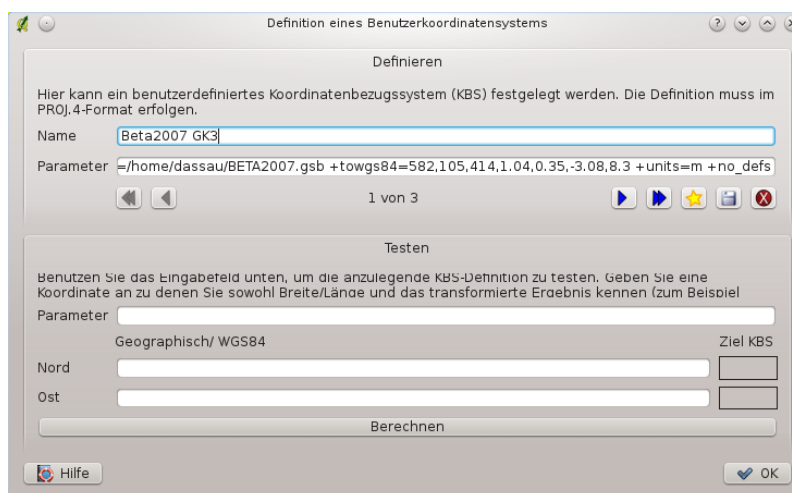 Definition eines Benutzerkoordinatensystems
Definieren
Hier kann ein benutzerdefiniertes Koordinatenbezugssystem (KBS) festgelegt werden. Die Definition muss im
PROJ.4-Format erfolgen.
Name Beta2007 GK3
Parameter =/home/dassau/BETA2007.gsb +towgs84=582,105,414,1.04,0.35,-3.08,8.3 +units=m +no_defs
1 von 3
Testen
Benutzen Sie das Eingabefeld unten, um die anzulegende KBS-Definition zu testen. Geben Sie eine
Koordinate an zu denen Sie sowohl Breite/Länge und das transformierte Ergebnis kennen (zum Beispiel
Parameter
Geographisch/ WGS84 Ziel KBS
Nord
Ost
Berechnen
Hilfe OK